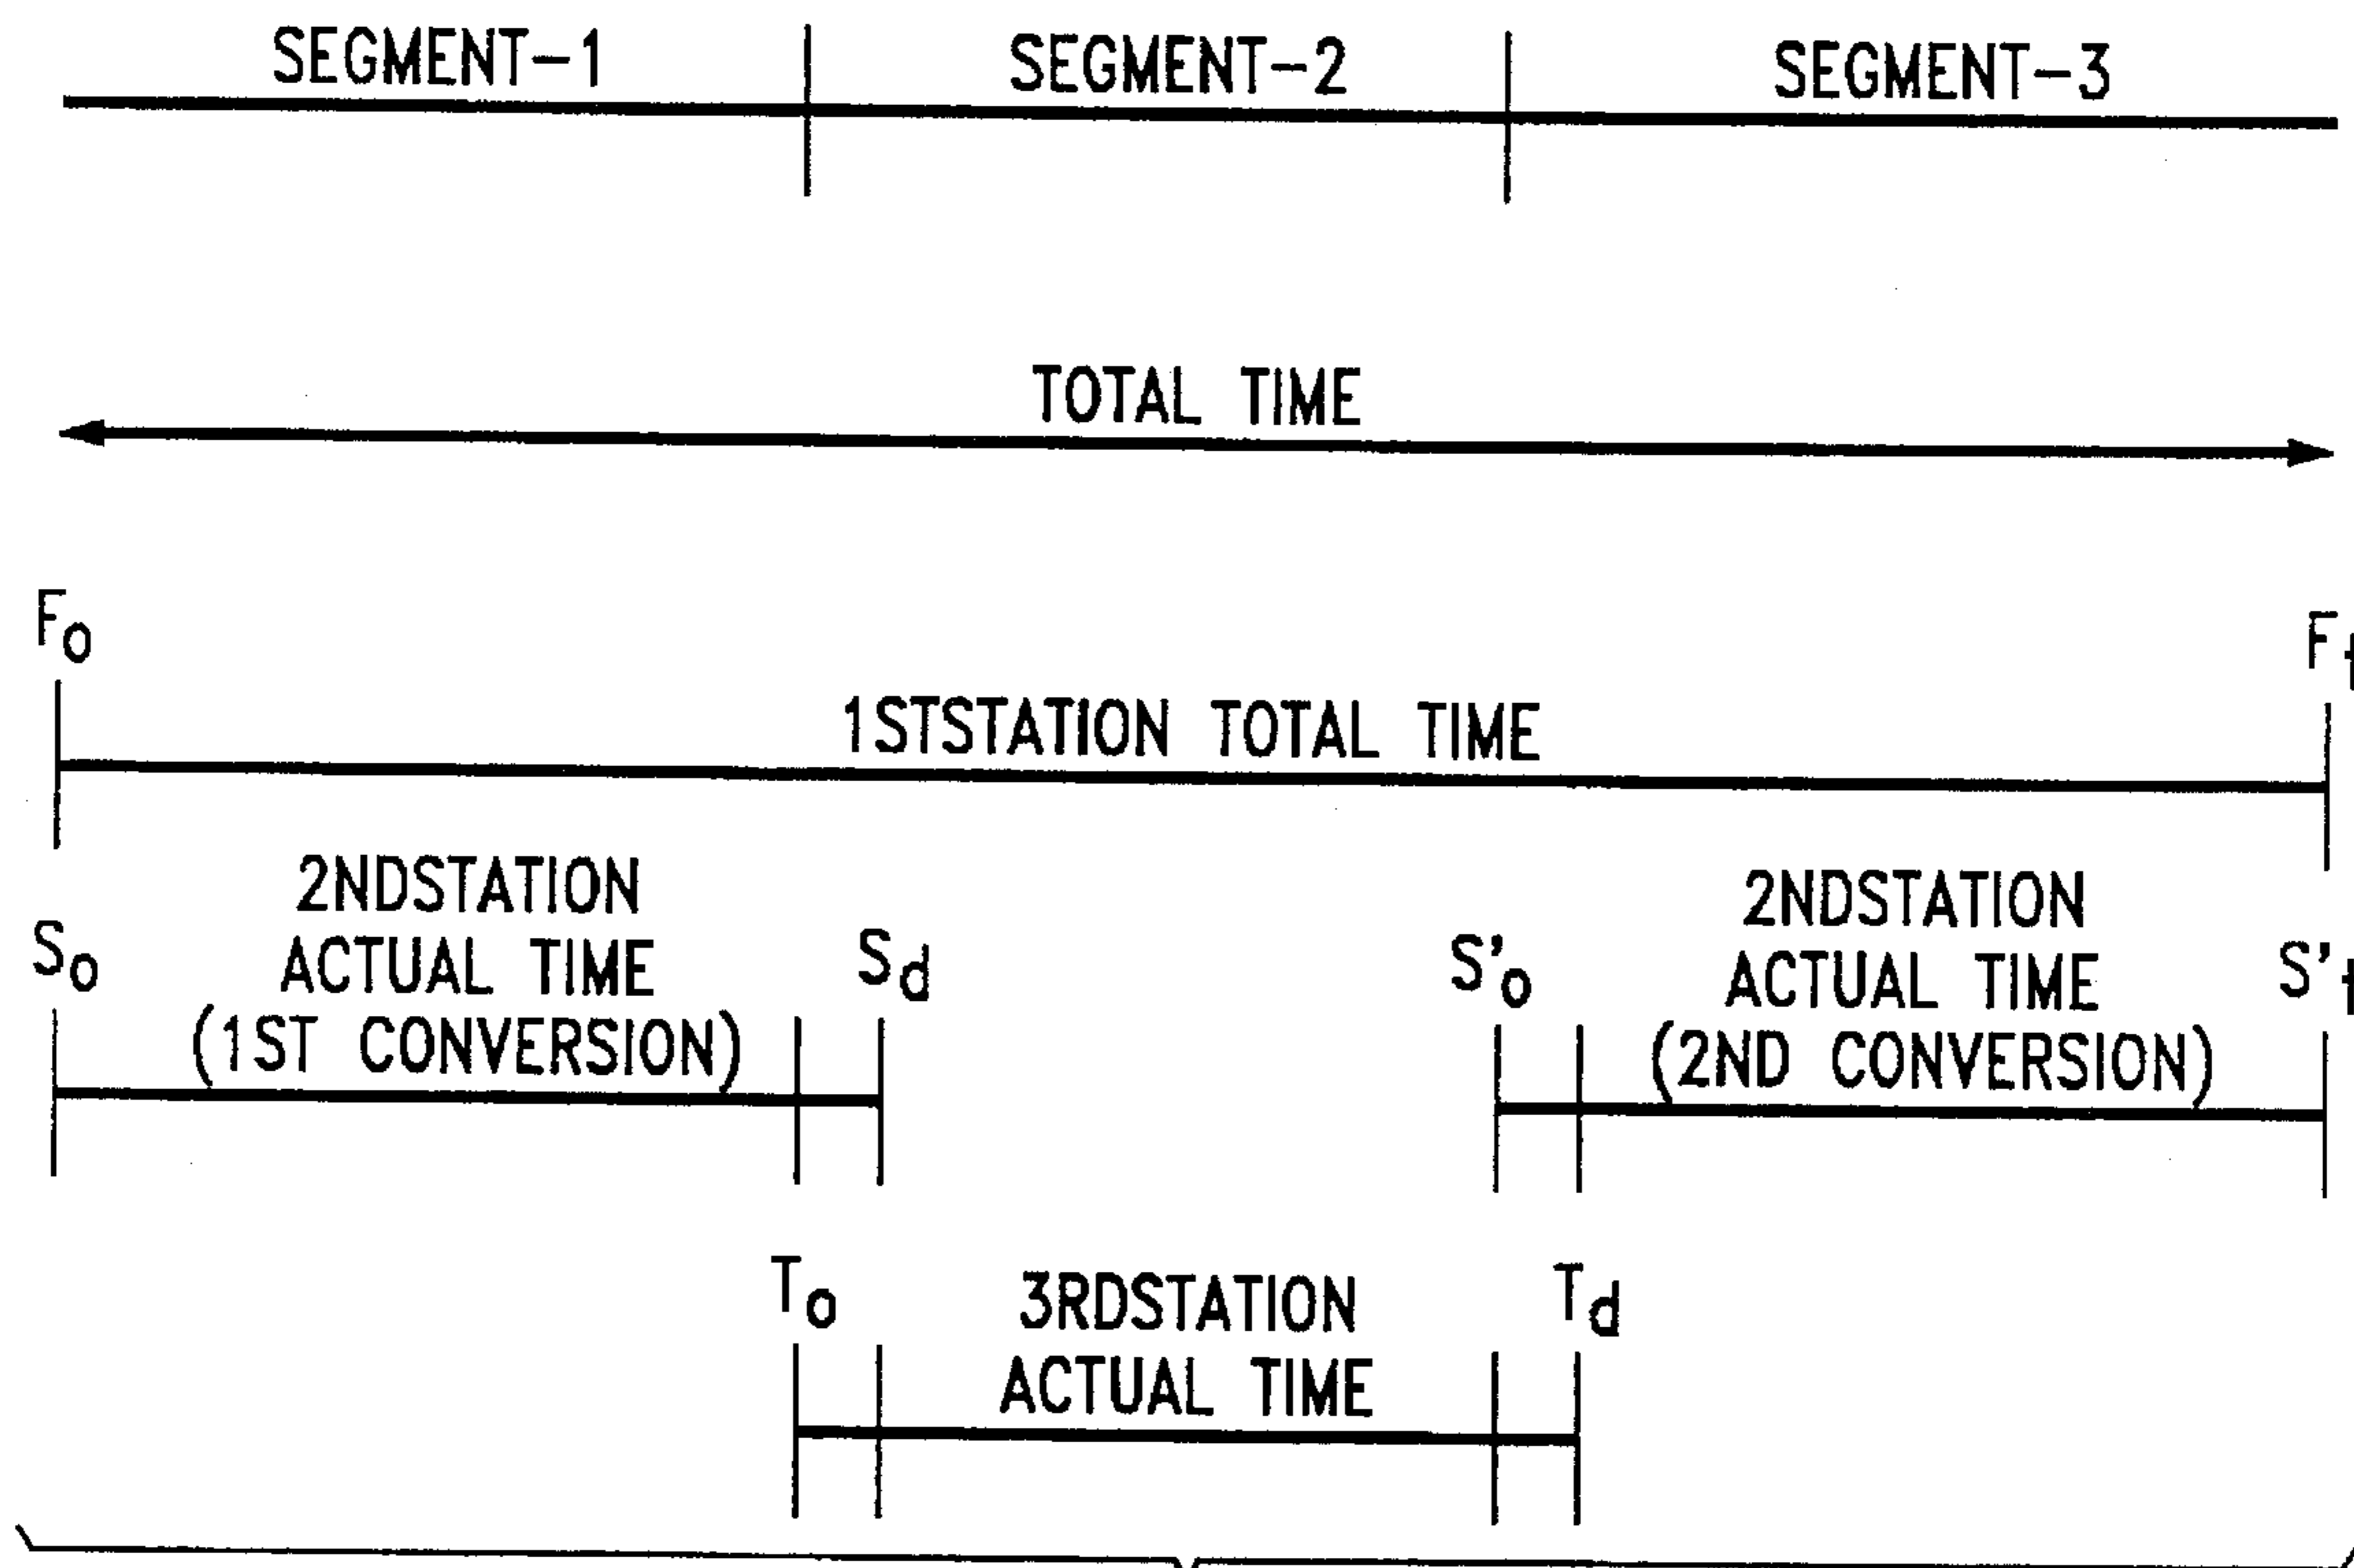 SEGMENT-1 SEGMENT-2 SEGMENT-3
TOTAL TIME
Fo Ff
1STSTATION TOTAL TIME
2NDSTATION
ACTUAL TIME
(1ST CONVERSION)
So Sd S'o S'f
2NDSTATION
ACTUAL TIME
(2ND CONVERSION)
To Td
3RDSTATION
ACTUAL TIME